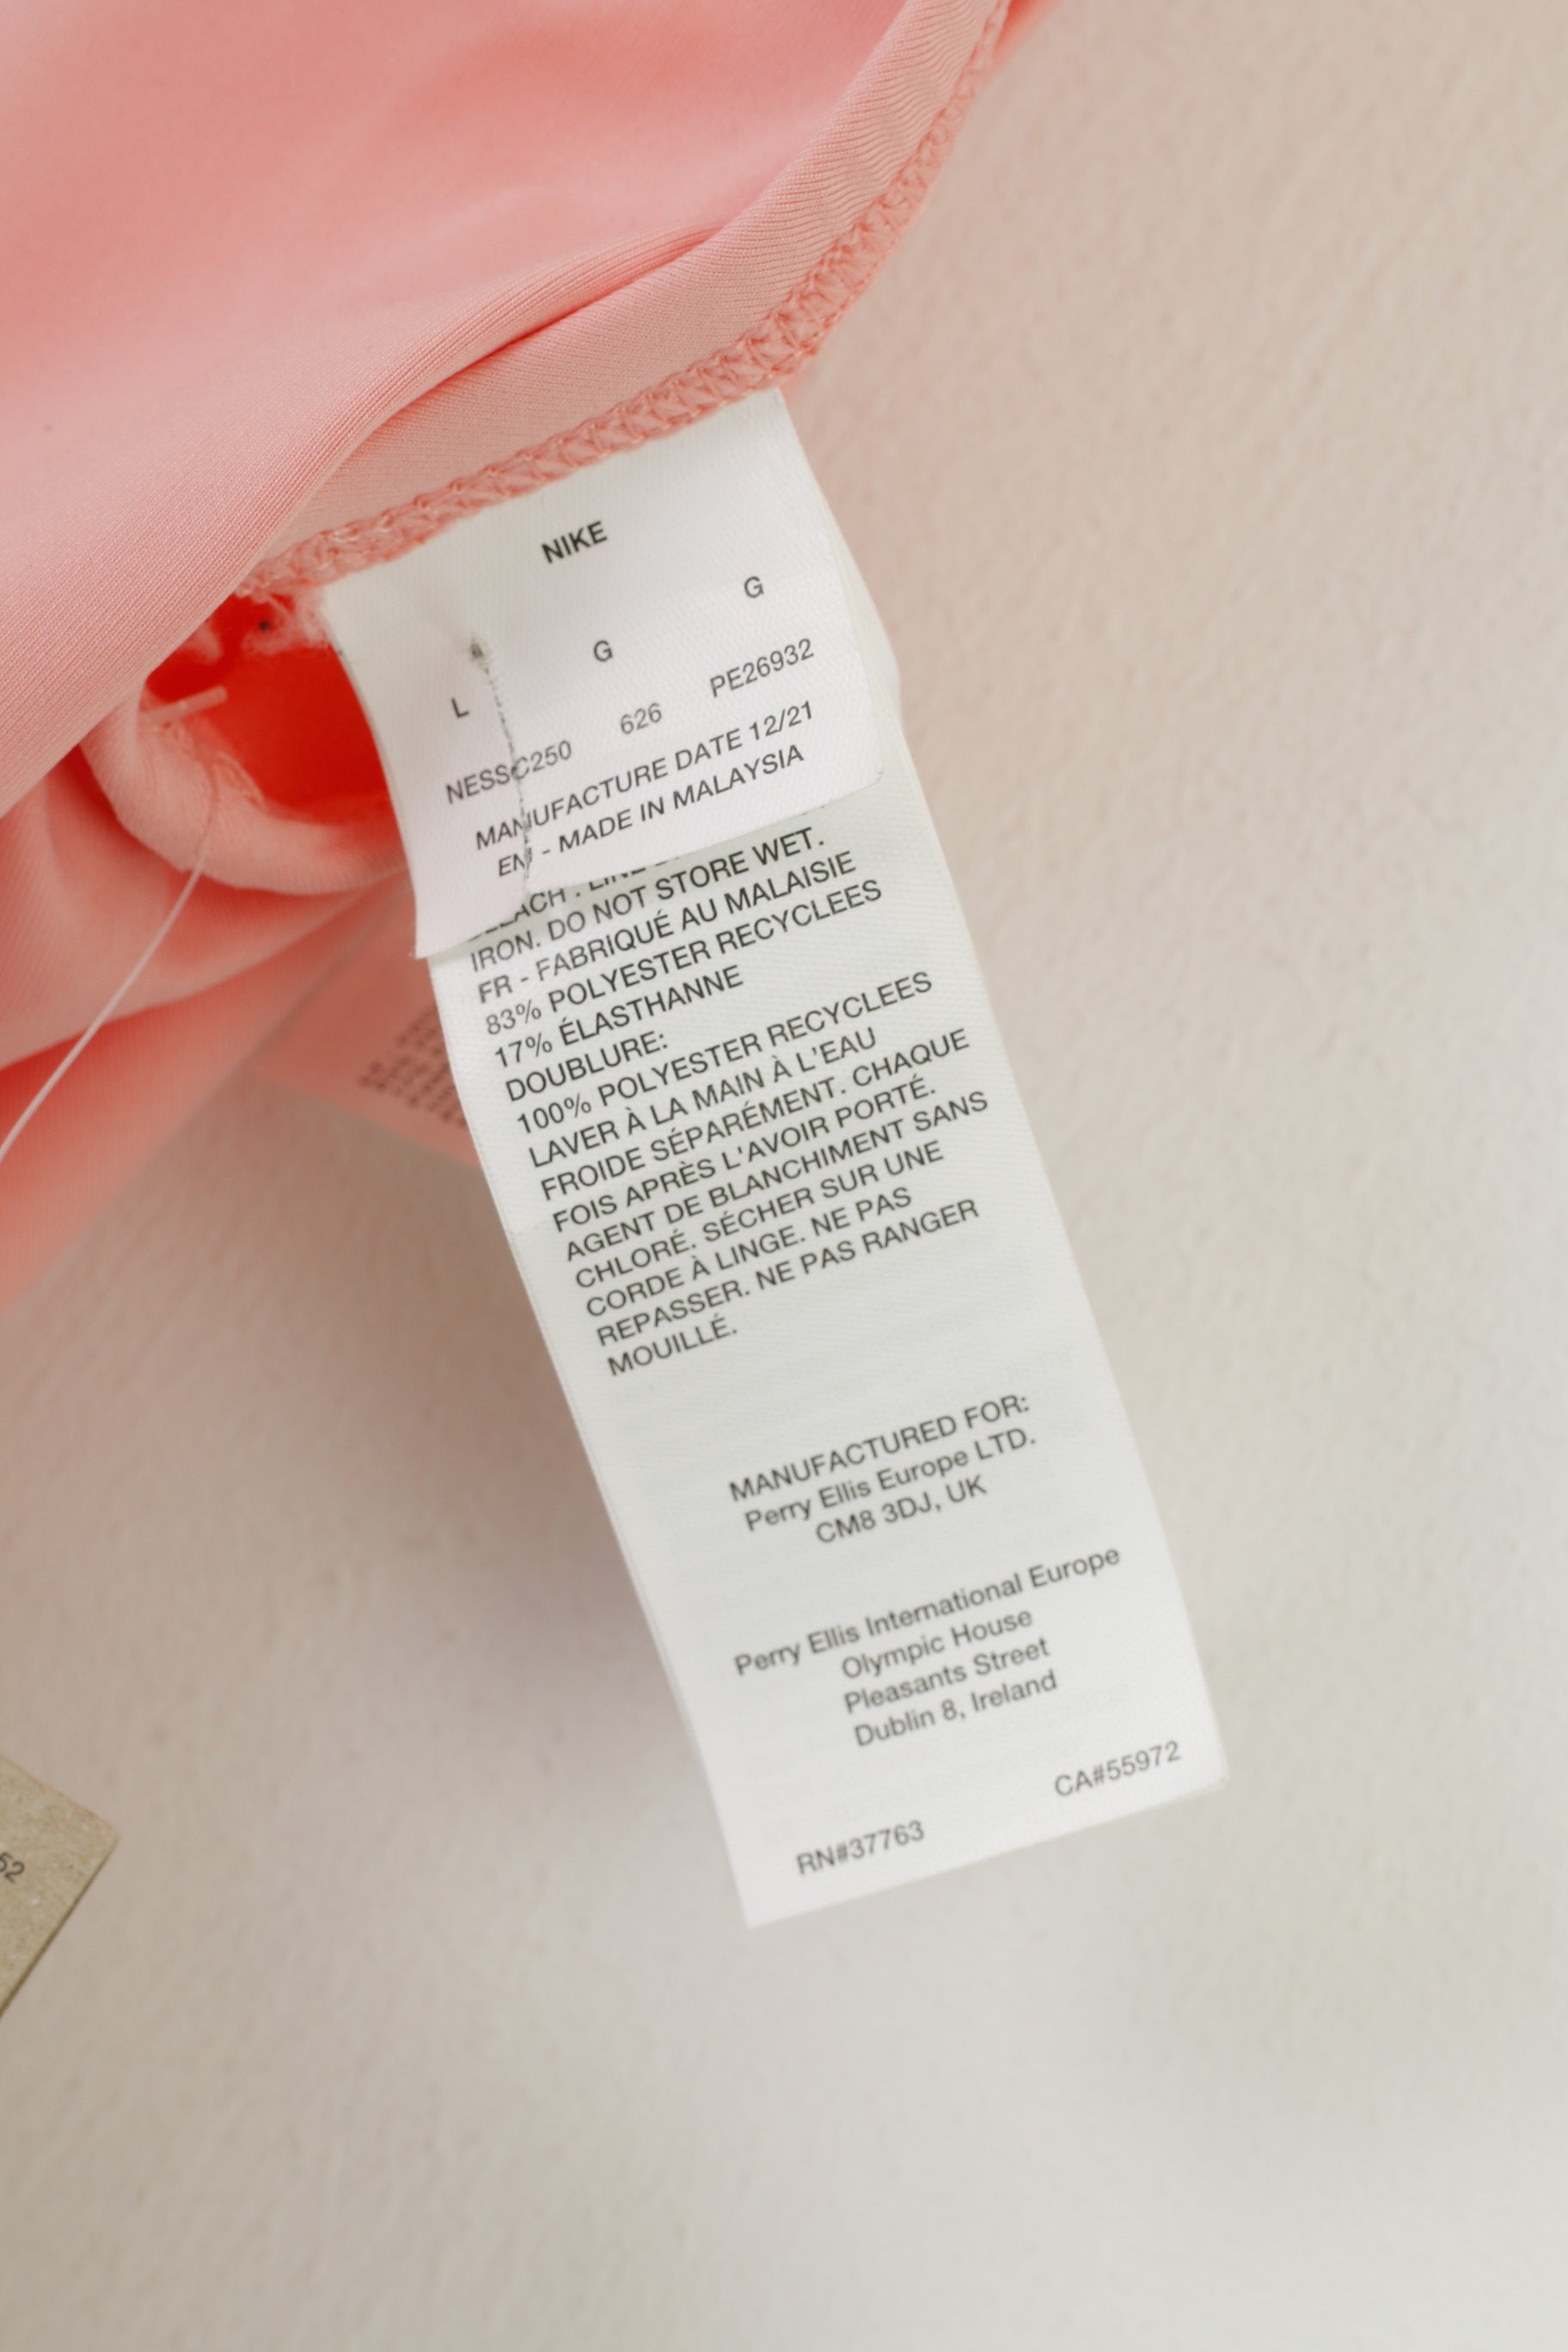 NIKE
L G G
NESSC250 626 PE26932
MANUFACTURE DATE 12/21
EN - MADE IN MALAYSIA
IRON. DO NOT STORE WET.
FR - FABRIQUÉ AU MALAISIE
83% POLYESTER RECYCLEES
17% ÉLASTHANNE
DOUBLURE:
100% POLYESTER RECYCLEES
LAVER À LA MAIN À L'EAU
FROIDE SÉPARÉMENT. CHAQUE
FOIS APRÈS L'AVOIR PORTÉ.
AGENT DE BLANCHIMENT SANS
CHLORÉ. SÉCHER SUR UNE
CORDE À LINGE. NE PAS
REPASSER. NE PAS RANGER
MOUILLÉ.
MANUFACTURED FOR:
Perry Ellis Europe LTD.
CM8 3DJ, UK
Perry Ellis International Europe
Olympic House
Pleasants Street
Dublin 8, Ireland
RN#37763 CA#55972
52